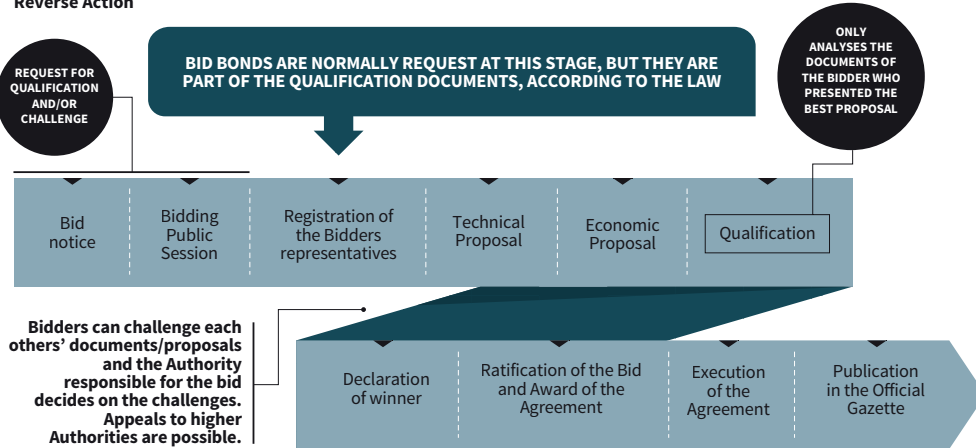 Reverse Action
REQUEST FOR
QUALIFICATION
AND/OR
CHALLENGE
BID BONDS ARE NORMALLY REQUEST AT THIS STAGE, BUT THEY ARE
PART OF THE QUALIFICATION DOCUMENTS, ACCORDING TO THE LAW
ONLY
ANALYSES THE
DOCUMENTS OF
THE BIDDER WHO
PRESENTED THE
BEST PROPOSAL
Bid
notice
Bidding
Public
Session
Registration of
the Bidders
representatives
Technical
Proposal
Economic
Proposal
Qualification
Bidders can challenge each
others’ documents/proposals
and the Authority
responsible for the bid
decides on the challenges.
Appeals to higher
Authorities are possible.
Declaration
of winner
Ratification of the Bid
and Award of the
Agreement
Execution
of the
Agreement
Publication
in the Official
Gazette